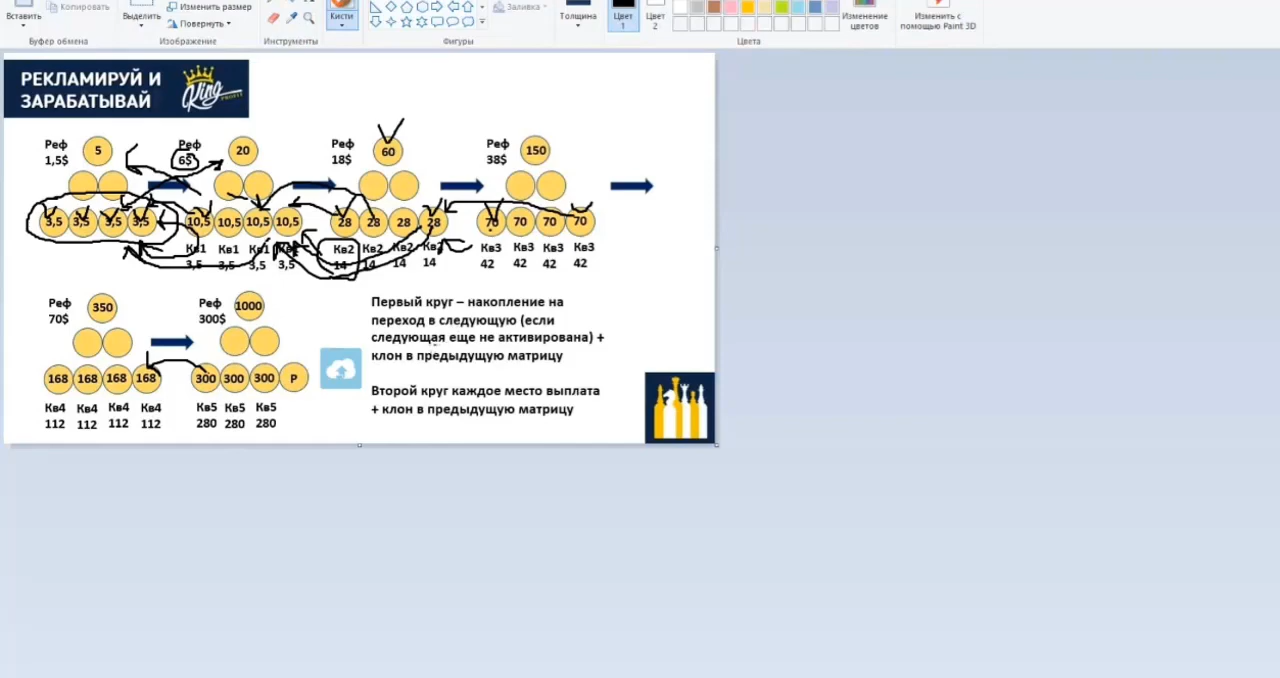 Вставить
Копировать
Выделить
Изменить размер
Повернуть
Кисти
Заливка
Толщина
Цвет 1
Цвет 2
Изменение цветов
Изменить с помощью Paint 3D
Буфер обмена
Изображение
Инструменты
Фигуры
Цвета
РЕКЛАМИРУЙ И
ЗАРАБАТЫВАЙ
King
Реф
1,5$
5
Реф
6$
20
Реф
18$
60
Реф
38$
150
3,5 3,5 3,5 3,5
10,5 10,5 10,5 10,5
28 28 28 28
70 70 70 70
Кв1 Кв1 Кв1
3,5 3,5 3,5 3,5
Кв2 Кв2 Кв2 Кв2
14 14 14 14
Кв3 Кв3 Кв3 Кв3
42 42 42 42
Реф
70$
350
Реф
300$
1000
168 168 168 168
300 300 300 Р
Кв4 Кв4 Кв4 Кв4
112 112 112 112
Кв5 Кв5 Кв5
280 280 280
Первый круг – накопление на
переход в следующую (если
следующая еще не активирована) +
клон в предыдущую матрицу
Второй круг каждое место выплата
+ клон в предыдущую матрицу